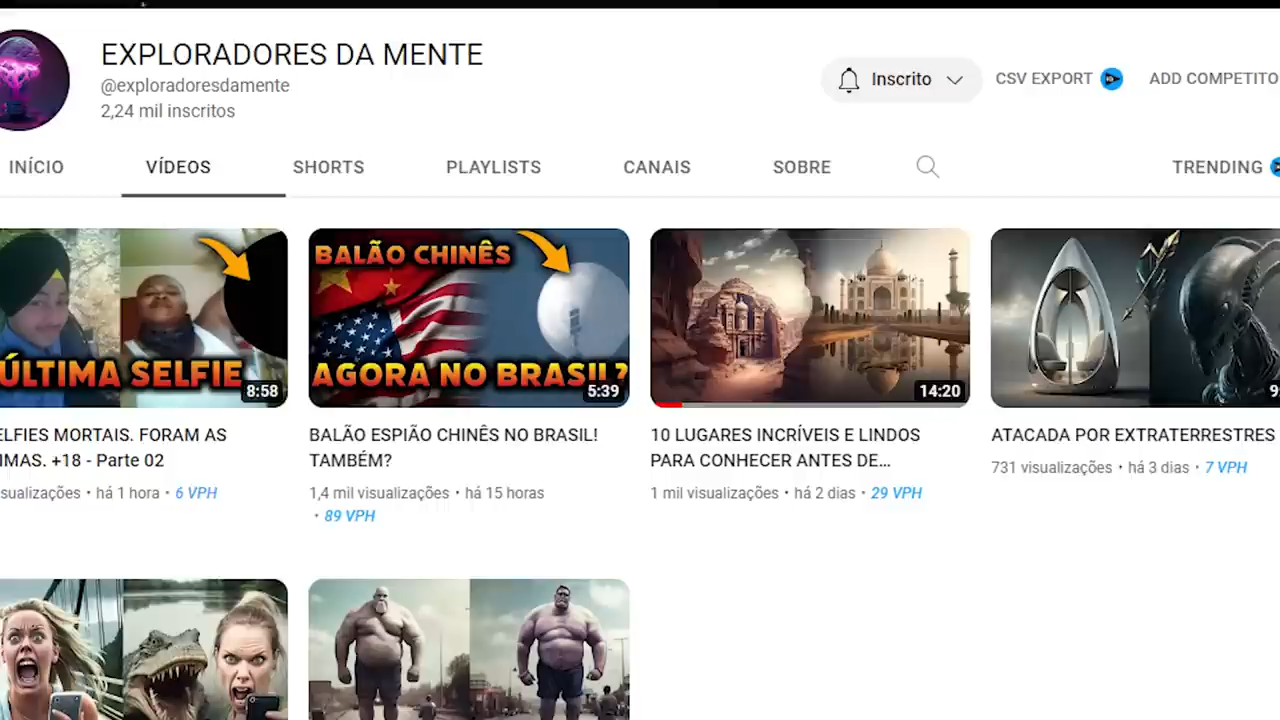 EXPLORADORES DA MENTE
@exploradoresdamente
2,24 mil inscritos
Inscrito
CSV EXPORT
ADD COMPETITO
INÍCIO VÍDEOS SHORTS PLAYLISTS CANAIS SOBRE TRENDING
ÚLTIMA SELFIE
8:58
BALÃO CHINÊS
AGORA NO BRASIL?
5:39
14:20
9:
ELFIES MORTAIS. FORAM AS
IMAS. +18 - Parte 02
sualizações • há 1 hora • 6 VPH
BALÃO ESPIÃO CHINÊS NO BRASIL!
TAMBÉM?
1,4 mil visualizações • há 15 horas
• 89 VPH
10 LUGARES INCRÍVEIS E LINDOS
PARA CONHECER ANTES DE...
1 mil visualizações • há 2 dias • 29 VPH
ATACADA POR EXTRATERRESTRES
731 visualizações • há 3 dias • 7 VPH